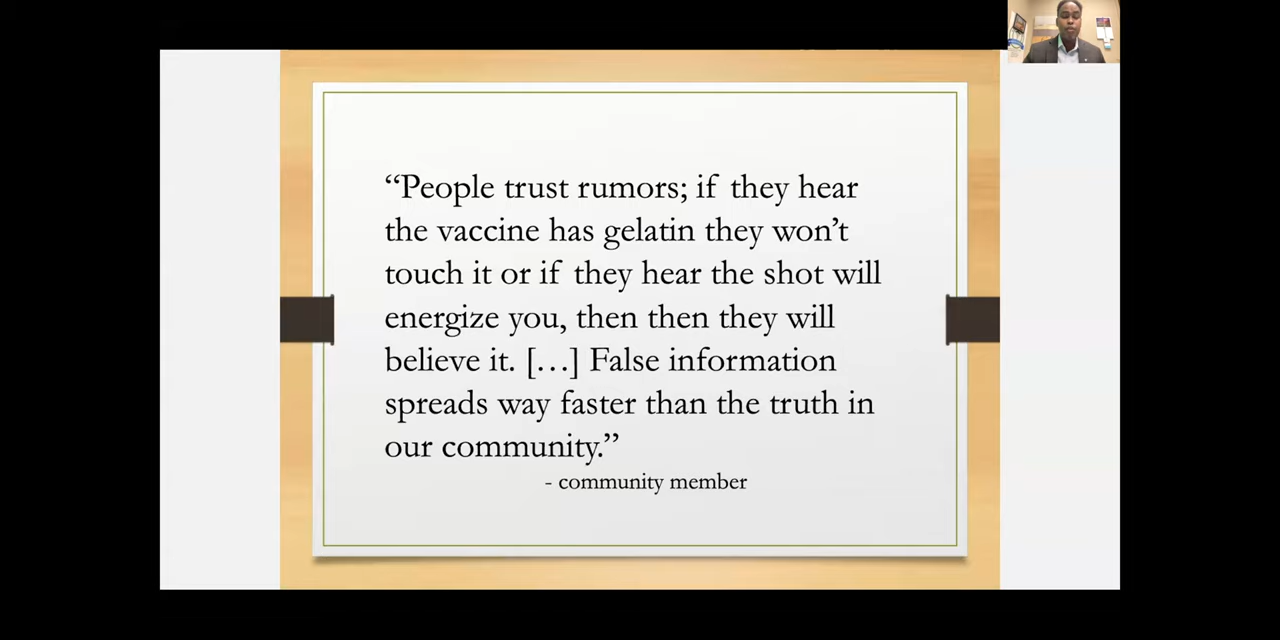 “People trust rumors; if they hear
the vaccine has gelatin they won’t
touch it or if they hear the shot will
energize you, then then they will
believe it. […] False information
spreads way faster than the truth in
our community.”
- community member